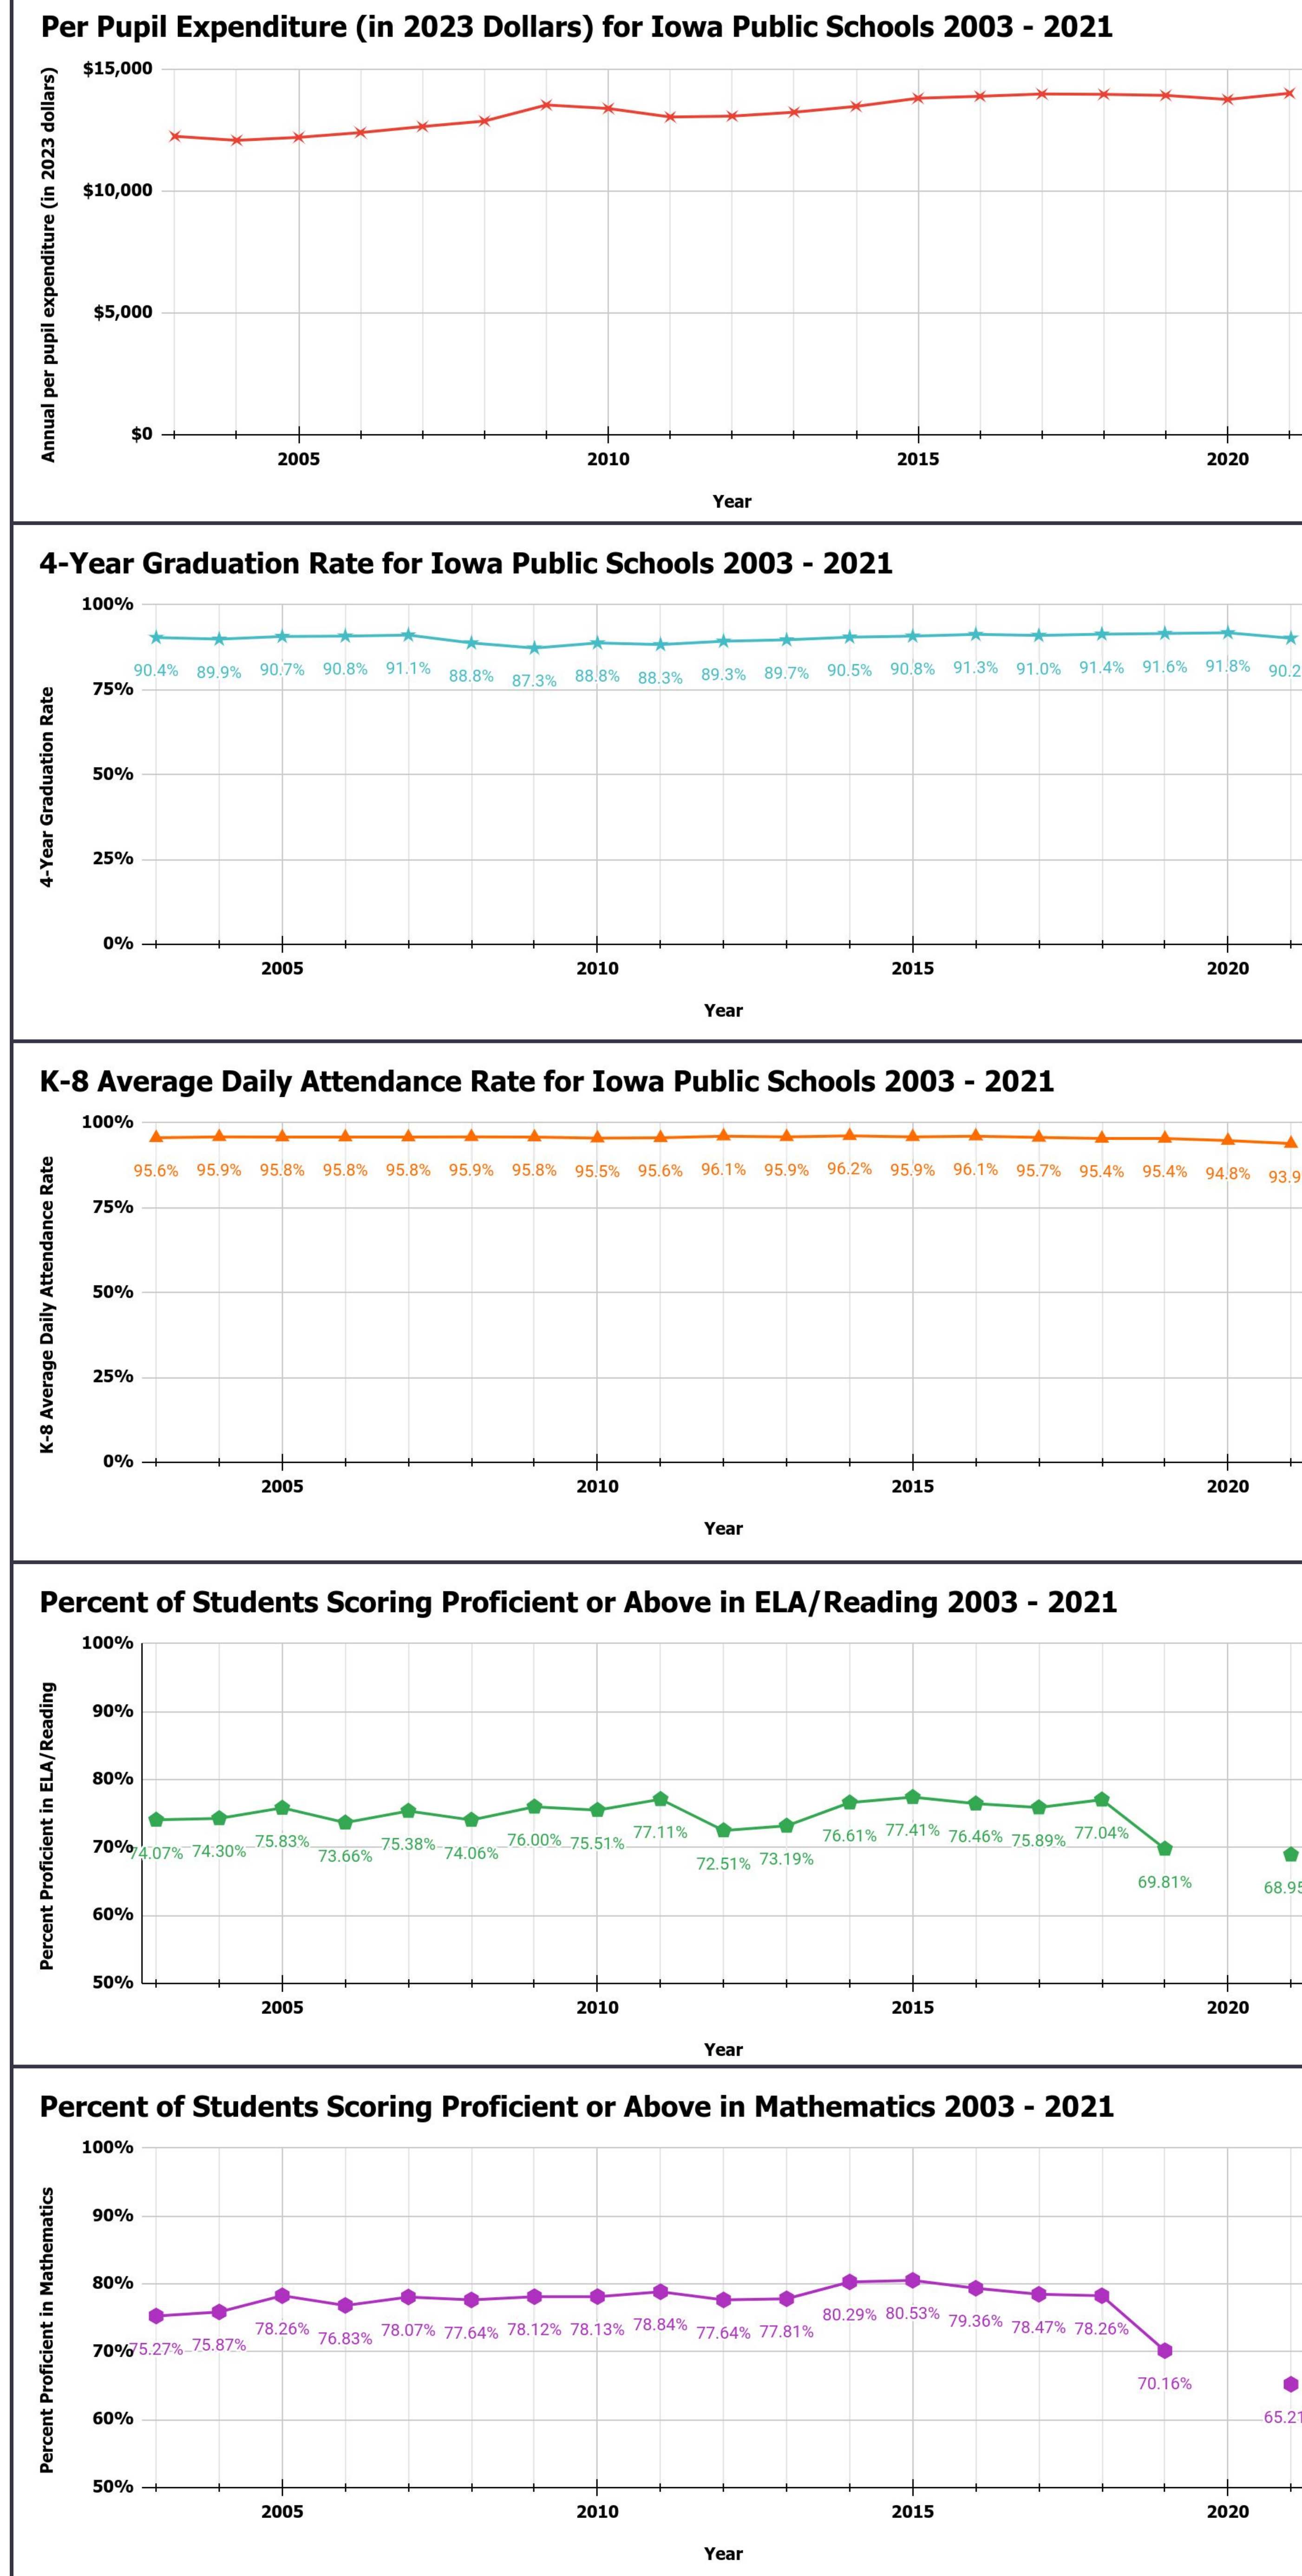 Per Pupil Expenditure (in 2023 Dollars) for Iowa Public Schools 2003 - 2021
Annual per pupil expenditure (in 2023 dollars)
$15,000
$10,000
$5,000
$0
2005 2010 2015 2020
Year
4-Year Graduation Rate for Iowa Public Schools 2003 - 2021
4-Year Graduation Rate
100%
90.4% 89.9% 90.7% 90.8% 91.1% 88.8% 87.3% 88.8% 88.3% 89.3% 89.7% 90.5% 90.8% 91.3% 91.0% 91.4% 91.6% 91.8% 90.2
75%
50%
25%
0%
2005 2010 2015 2020
Year
K-8 Average Daily Attendance Rate for Iowa Public Schools 2003 - 2021
K-8 Average Daily Attendance Rate
100%
95.6% 95.9% 95.8% 95.8% 95.8% 95.9% 95.8% 95.5% 95.6% 96.1% 95.9% 96.2% 95.9% 96.1% 95.7% 95.4% 95.4% 94.8% 93.9
75%
50%
25%
0%
2005 2010 2015 2020
Year
Percent of Students Scoring Proficient or Above in ELA/Reading 2003 - 2021
Percent Proficient in ELA/Reading
100%
90%
80%
70%
74.07% 74.30% 75.83% 73.66% 75.38% 74.06% 76.00% 75.51% 77.11% 72.51% 73.19% 76.61% 77.41% 76.46% 75.89% 77.04% 69.81% 68.95
60%
50%
2005 2010 2015 2020
Year
Percent of Students Scoring Proficient or Above in Mathematics 2003 - 2021
Percent Proficient in Mathematics
100%
90%
80%
70%
75.27% 75.87% 78.26% 76.83% 78.07% 77.64% 78.12% 78.13% 78.84% 77.64% 77.81% 80.29% 80.53% 79.36% 78.47% 78.26% 70.16% 65.21
60%
50%
2005 2010 2015 2020
Year